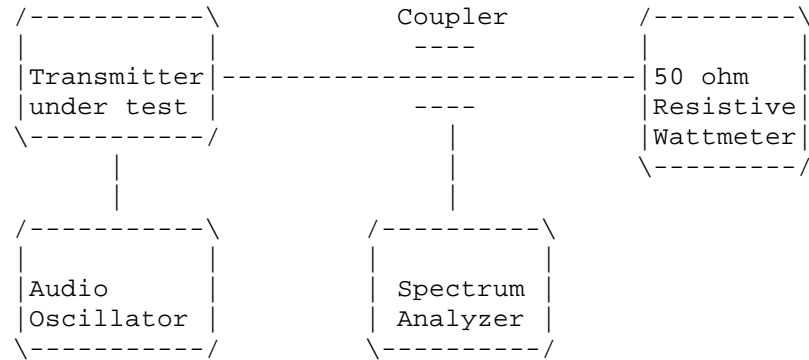 Coupler
Transmitter
under test
50 ohm
Resistive
Wattmeter
Audio
Oscillator
Spectrum
Analyzer